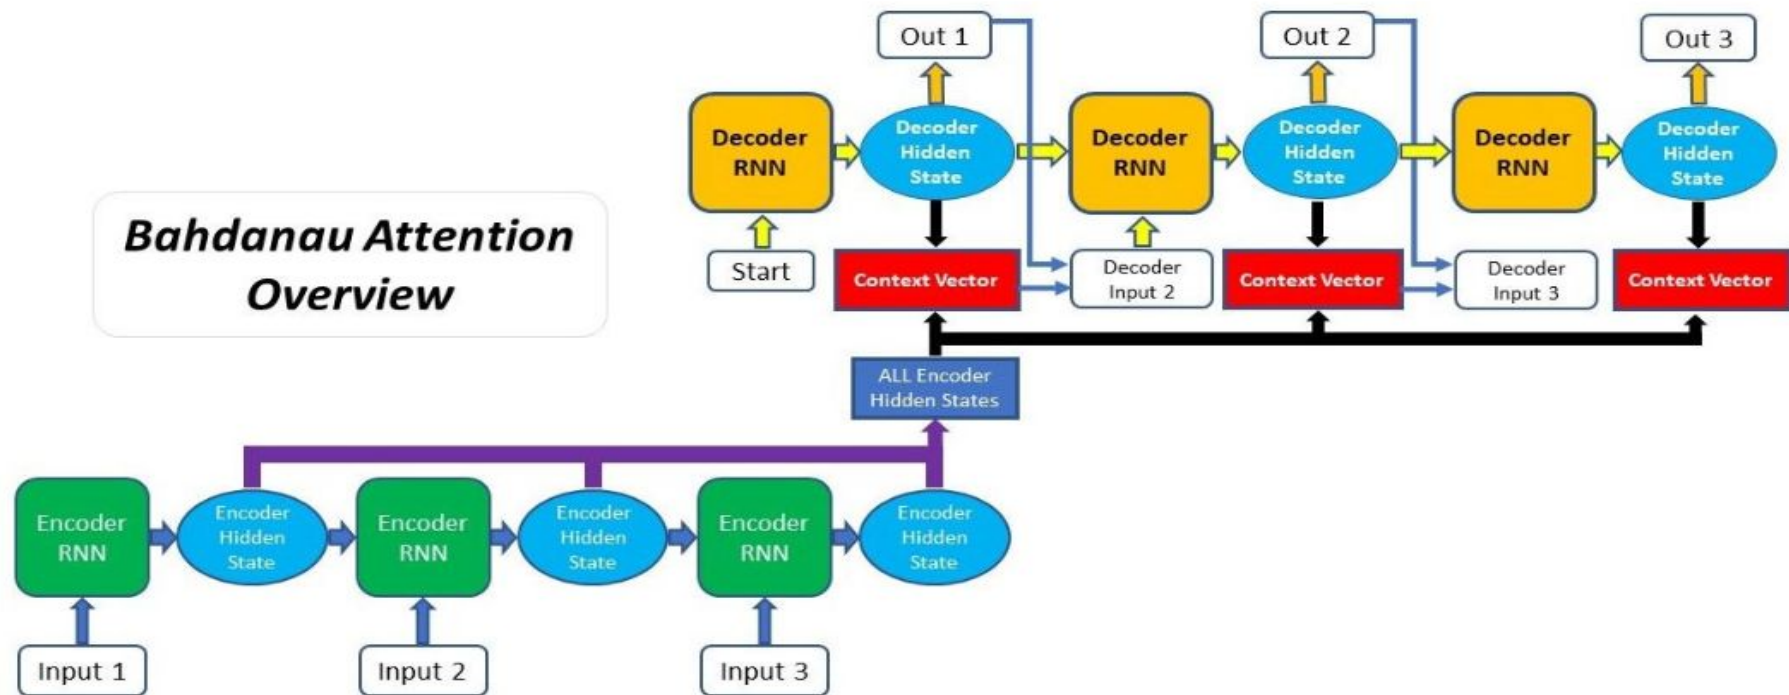 Out 1
Out 2
Out 3
Decoder
RNN
Decoder
Hidden
State
Decoder
RNN
Decoder
Hidden
State
Decoder
RNN
Decoder
Hidden
State
Bahdanau Attention
Overview
Start
Context Vector
Decoder
Input 2
Context Vector
Decoder
Input 3
Context Vector
ALL Encoder
Hidden States
Encoder
RNN
Encoder
Hidden
State
Encoder
RNN
Encoder
Hidden
State
Encoder
RNN
Encoder
Hidden
State
Input 1
Input 2
Input 3